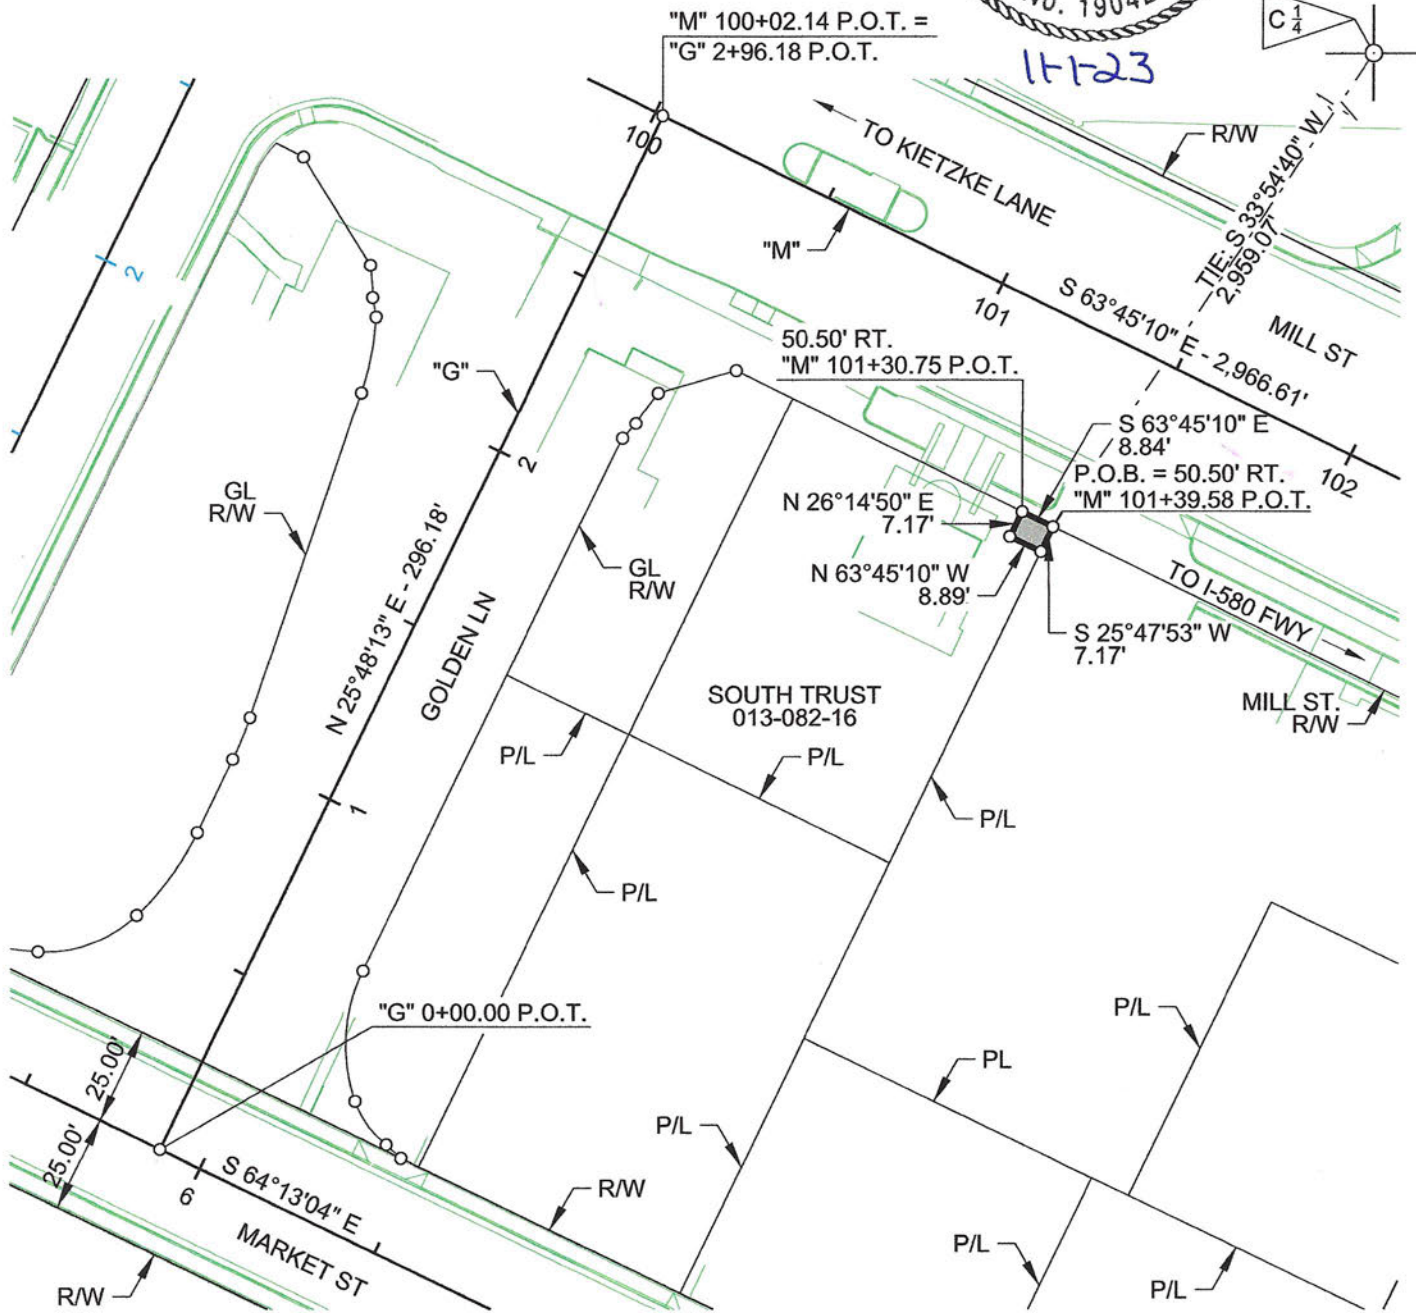 NO. 19042
11-1-23
C 1/4
"M" 100+02.14 P.O.T. =
"G" 2+96.18 P.O.T.
100
TO KIETZKE LANE
R/W
TIE: S 33°54'40" W
2,959.07'
"M"
101
S 63°45'10" E - 2,966.61'
MILL ST
102
2
"G"
50.50' RT.
"M" 101+30.75 P.O.T.
S 63°45'10" E
8.84'
P.O.B. = 50.50' RT.
"M" 101+39.58 P.O.T.
2
GL
R/W
N 26°14'50" E
7.17'
N 63°45'10" W
8.89'
GL
R/W
TO I-580 FWY
S 25°47'53" W
7.17'
N 25°48'13" E - 296.18'
GOLDEN LN
SOUTH TRUST
013-082-16
MILL ST.
R/W
P/L
P/L
1
P/L
P/L
"G" 0+00.00 P.O.T.
P/L
25.00'
PL
25.00'
P/L
6
S 64°13'04" E
R/W
MARKET ST
P/L
P/L
R/W